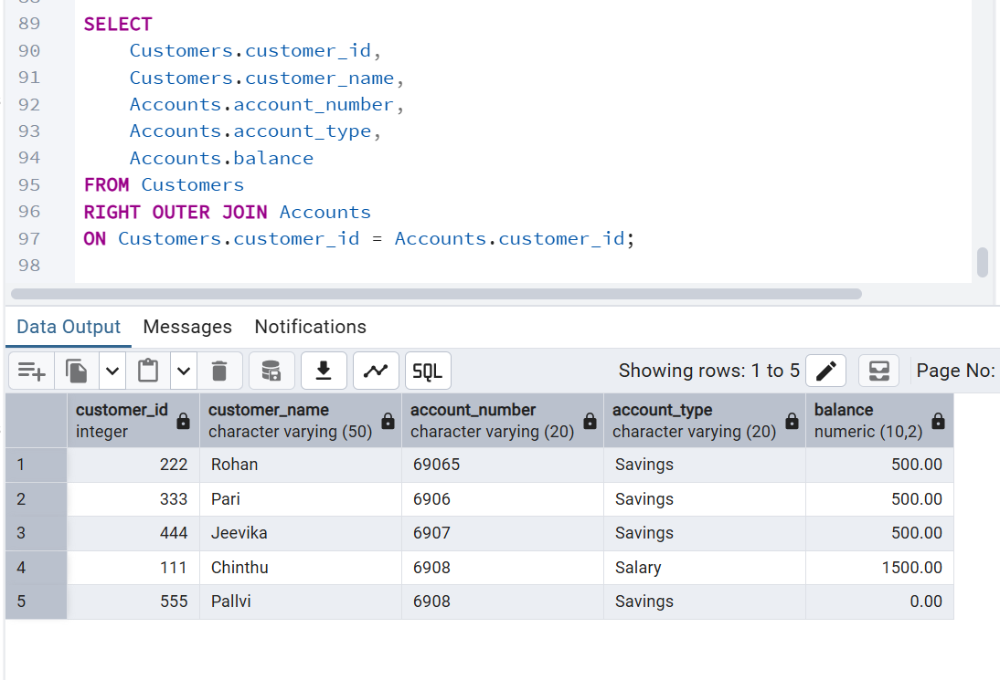 89 SELECT
90 Customers.customer_id,
91 Customers.customer_name,
92 Accounts.account_number,
93 Accounts.account_type,
94 Accounts.balance
95 FROM Customers
96 RIGHT OUTER JOIN Accounts
97 ON Customers.customer_id = Accounts.customer_id;
98
Data Output Messages Notifications
SQL Showing rows: 1 to 5 Page No:
customer_id customer_name account_number account_type balance
integer character varying (50) character varying (20) character varying (20) numeric (10,2)
1 222 Rohan 69065 Savings 500.00
2 333 Pari 6906 Savings 500.00
3 444 Jeevika 6907 Savings 500.00
4 111 Chinthu 6908 Salary 1500.00
5 555 Pallvi 6908 Savings 0.00